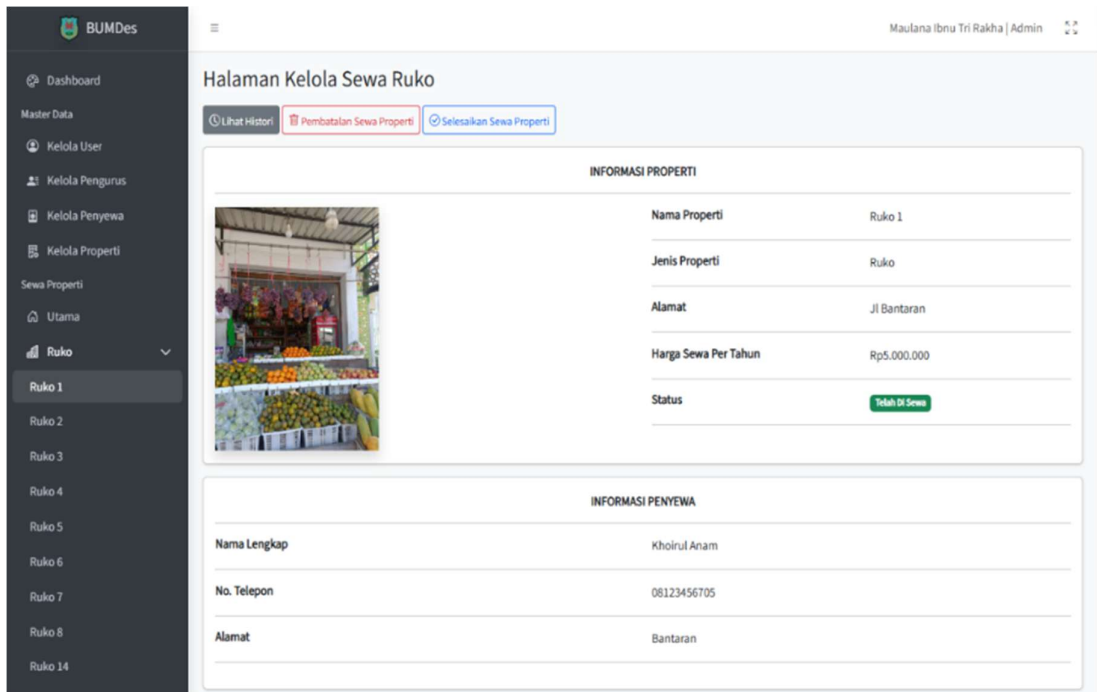 BUMDes
Maulana Ibnu Tri Rakha | Admin
Dashboard
Master Data
Kelola User
Kelola Pengurus
Kelola Penyewa
Kelola Properti
Sewa Properti
Utama
Ruko
Ruko 1
Ruko 2
Ruko 3
Ruko 4
Ruko 5
Ruko 6
Ruko 7
Ruko 8
Ruko 14
Halaman Kelola Sewa Ruko
Lihat Histori Pembatalan Sewa Properti Selesaikan Sewa Properti
INFORMASI PROPERTI
Nama Properti Ruko 1
Jenis Properti Ruko
Alamat Jl Bantaran
Harga Sewa Per Tahun Rp5.000.000
Status Telah Di Sewa
INFORMASI PENYEWA
Nama Lengkap Khoirul Anam
No. Telepon 08123456705
Alamat Bantaran